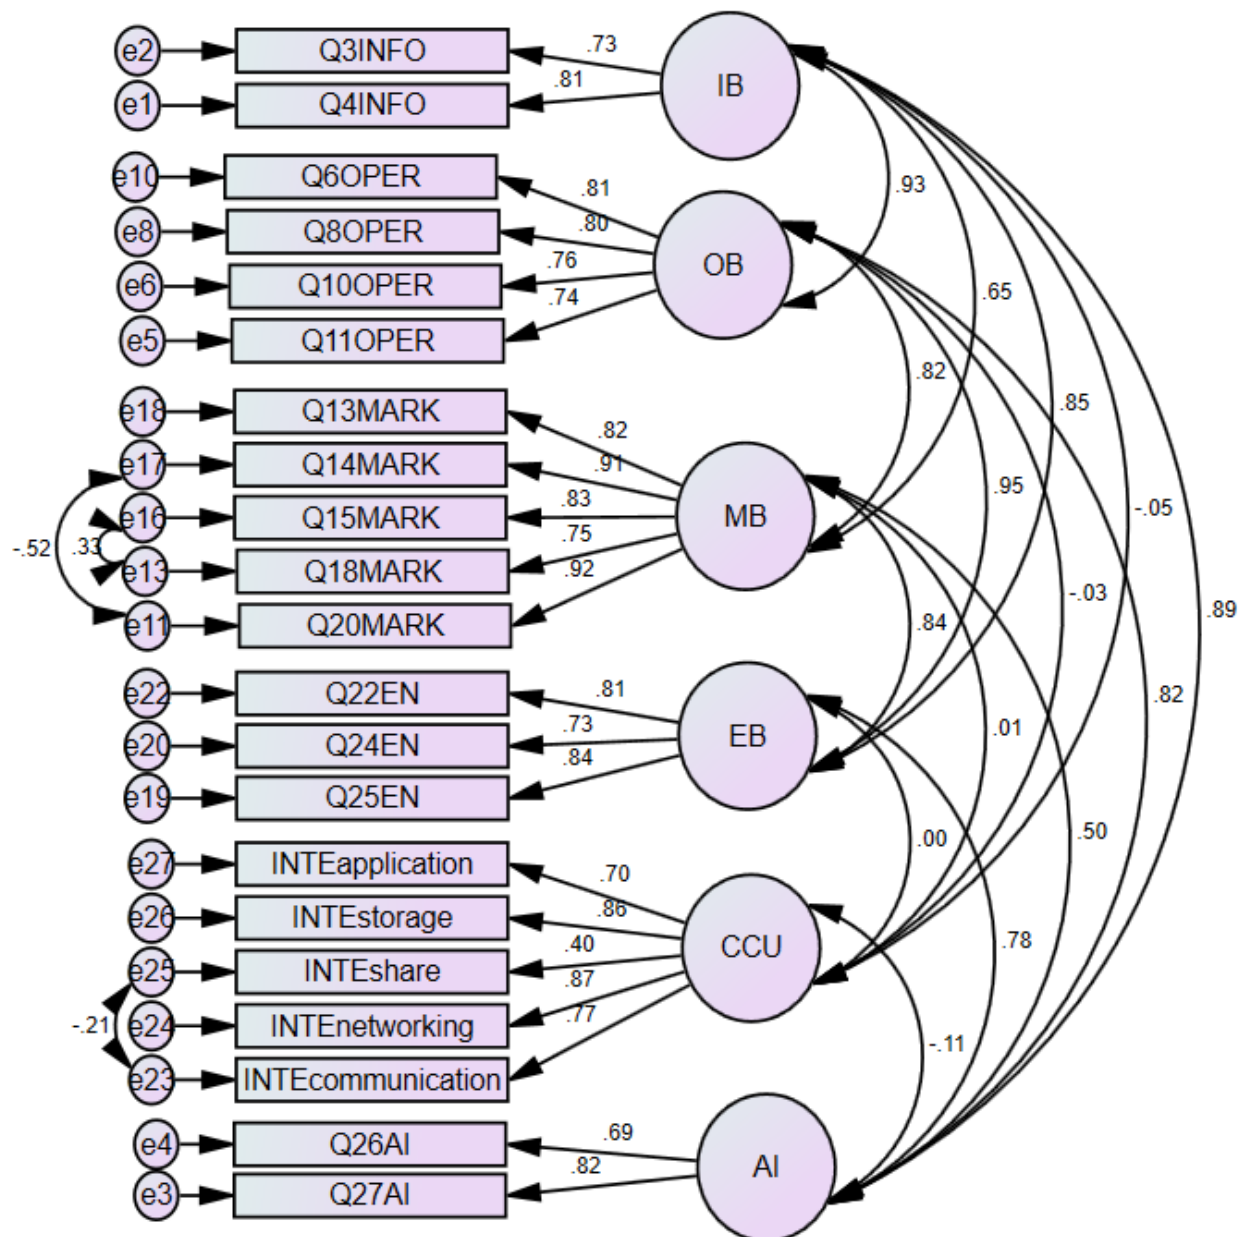 e2 Q3INFO .73 IB
e1 Q4INFO .81
e10 Q6OPER .81 .93
e8 Q8OPER .80 OB
e6 Q10OPER .76 .65
e5 Q11OPER .74
.82 .85
e18 Q13MARK .82
e17 Q14MARK .91 .95 -.05
e16 Q15MARK .83 MB
-.52 .33
e13 Q18MARK .75 -.03
e11 Q20MARK .92 .84 .89
e22 Q22EN .81 .82
e20 Q24EN .73 EB .01
e19 Q25EN .84
.00 .50
e27 INTEapplication .70
e26 INTEstorage .86
e25 INTEshare .40 CCU .78
-.21
e24 INTEnetworking .87
e23 INTEcommunication .77 -.11
e4 Q26AI .69 AI
e3 Q27AI .82